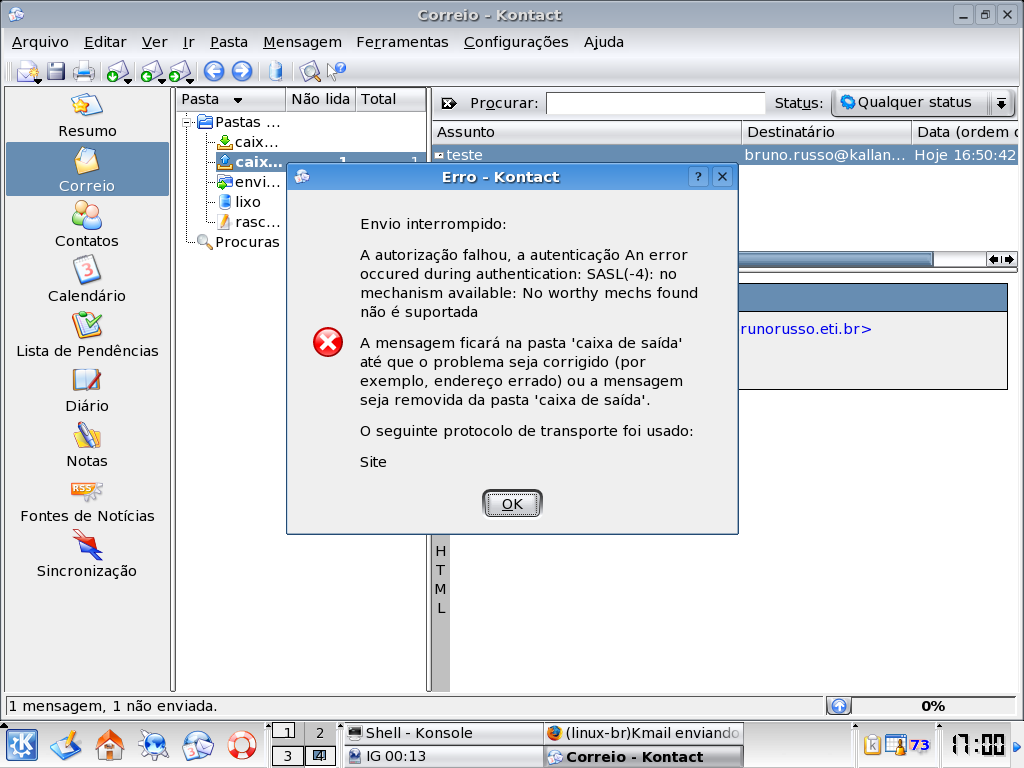 Correio - Kontact
Arquivo Editar Ver Ir Pasta Mensagem Ferramentas Configurações Ajuda
Resumo
Correio
Contatos
Calendário
Lista de Pendências
Diário
Notas
RSS
Fontes de Notícias
Sincronização
Pasta Não lida Total
Pastas ...
caix...
caix... 1 1
envi...
lixo
rasc...
Procuras
Procurar: Status: Qualquer status
Assunto Destinatário Data (ordem d
teste bruno.russo@kallan... Hoje 16:50:42
runorusso.eti.br>
H
T
M
L
Erro - Kontact
Envio interrompido:
A autorização falhou, a autenticação An error
occured during authentication: SASL(-4): no
mechanism available: No worthy mechs found
não é suportada
A mensagem ficará na pasta 'caixa de saída'
até que o problema seja corrigido (por
exemplo, endereço errado) ou a mensagem
seja removida da pasta 'caixa de saída'.
O seguinte protocolo de transporte foi usado:
Site
OK
1 mensagem, 1 não enviada.
0%
1 2
3 4
Shell - Konsole
(linux-br)Kmail enviando
IG 00:13
Correio - Kontact
73
17:00